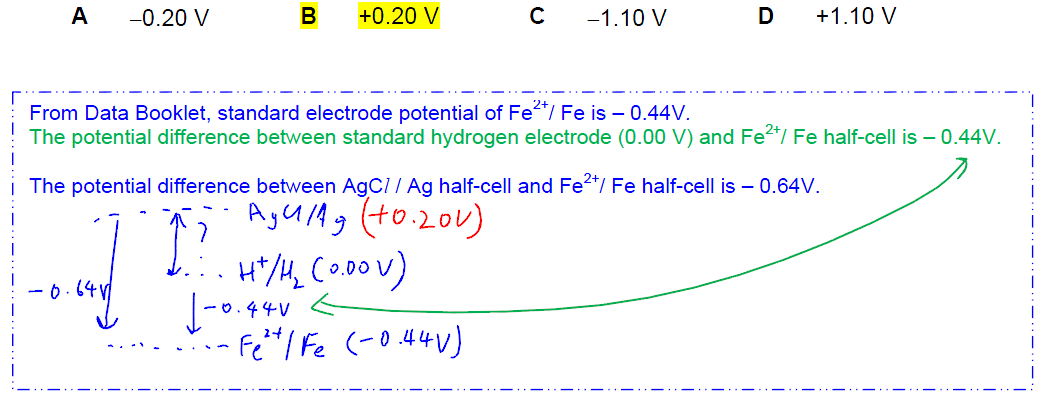 A −0.20 V B +0.20 V C −1.10 V D +1.10 V
From Data Booklet, standard electrode potential of Fe²⁺/ Fe is – 0.44V.
The potential difference between standard hydrogen electrode (0.00 V) and Fe²⁺/ Fe half-cell is – 0.44V.
The potential difference between AgCl / Ag half-cell and Fe²⁺/ Fe half-cell is – 0.64V.
AgCl/Ag (+0.20V)
?
H⁺/H₂ (0.00V)
-0.64V
-0.44V
Fe²⁺/Fe (-0.44V)